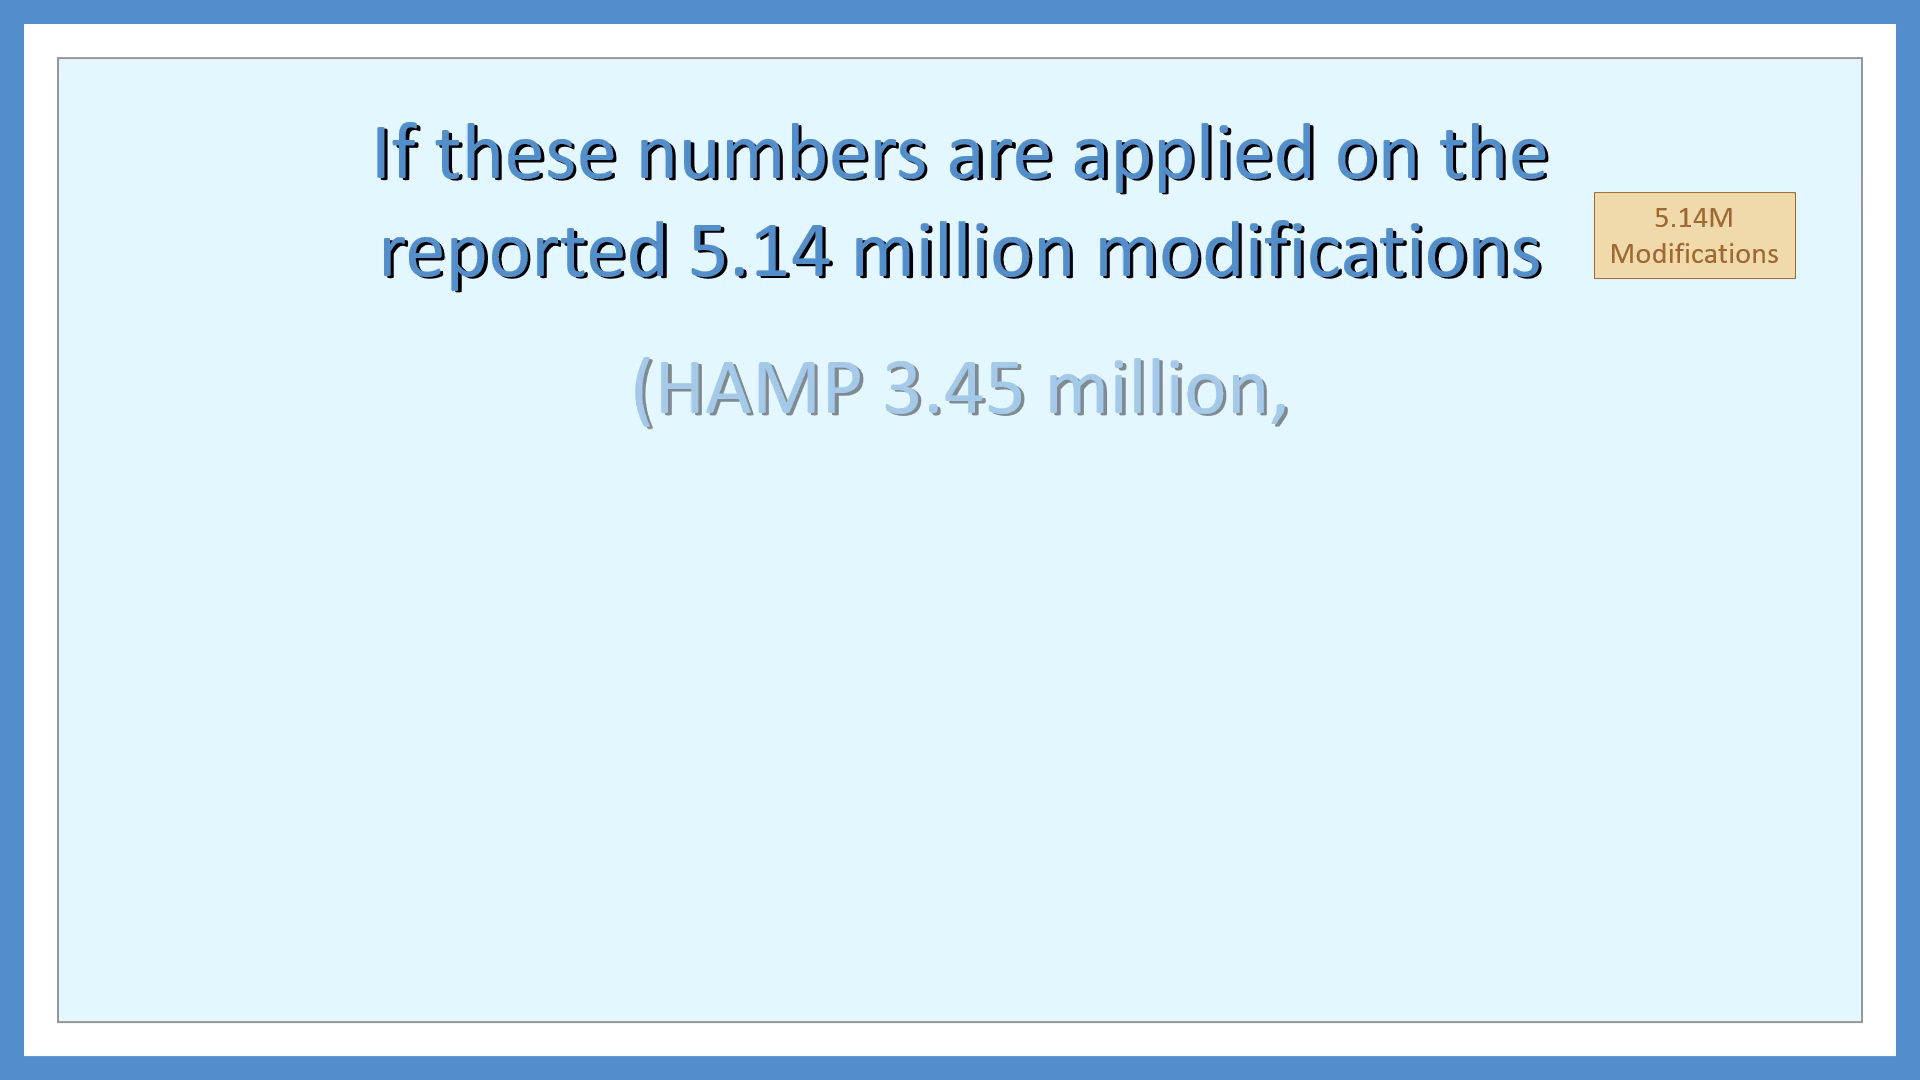 If these numbers are applied on the
reported 5.14 million modifications
5.14M
Modifications
(HAMP 3.45 million,